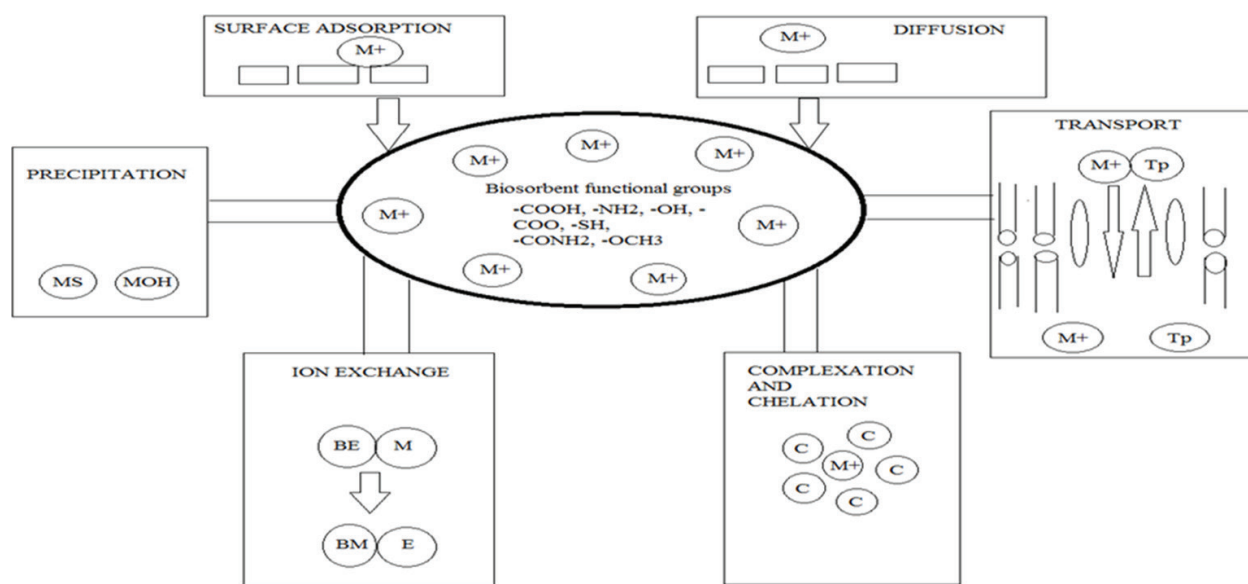 SURFACE ADSORPTION
M+
DIFFUSION
M+
PRECIPITATION
MS
MOH
TRANSPORT
M+
Tp
M+
Tp
M+
M+
M+
Biosorbent functional groups
-COOH, -NH2, -OH, -
COO, -SH,
-CONH2, -OCH3
M+
M+
M+
M+
ION EXCHANGE
BE
M
BM
E
COMPLEXATION
AND
CHELATION
C
C
M+
C
C
C